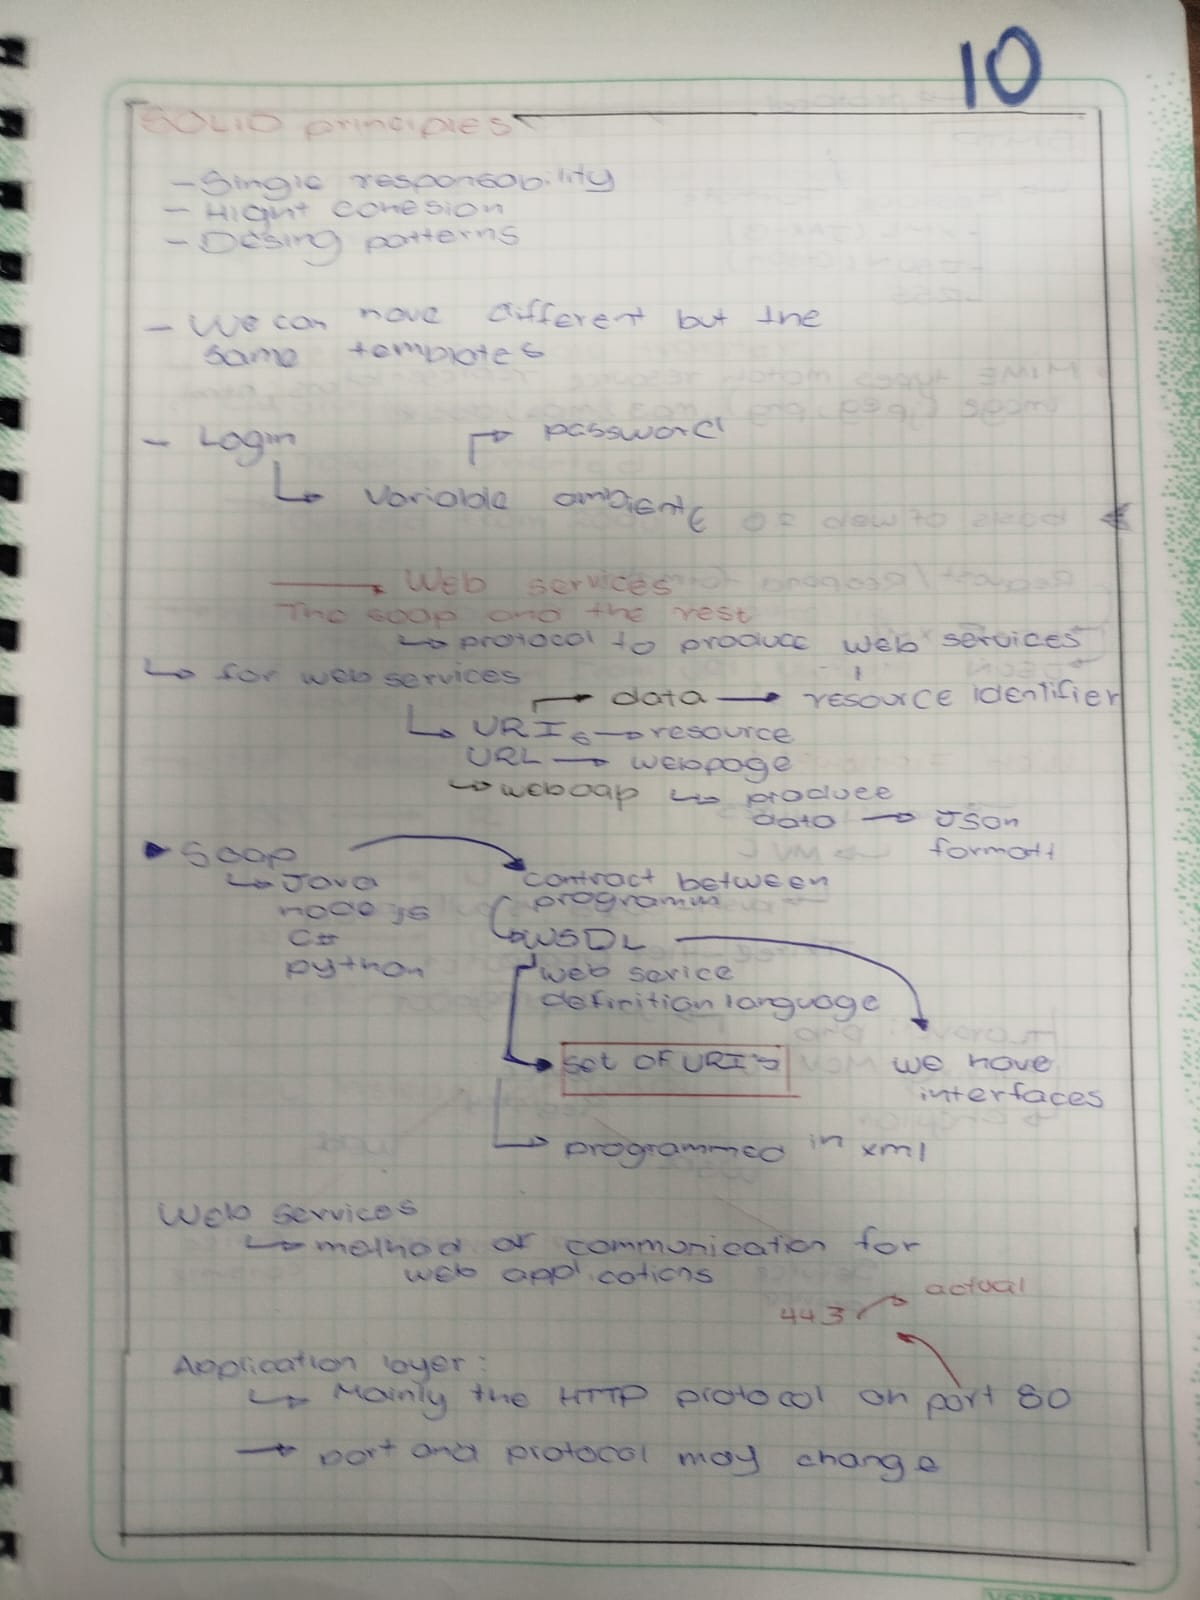 10
SOLID principles
- Single responsability
- Hight cohesion
- Desing patterns
- We can have different but the
same templates
- Login
password
variable ambiente
Web services
The soap and the rest
protocol to produce web services
for web services
data → resource identifier
URIs → resource
URL → webpage
produce
data → Json
formatt
Soap
Java
contract between
node js
C#
WSDL
python
web service
definition language
set OF URI's
we have
interfaces
programmed in xml
Web services
method of communication for
web applications
actual
443
Application layer:
Mainly the HTTP protocol on port 80
→ port and protocol may change